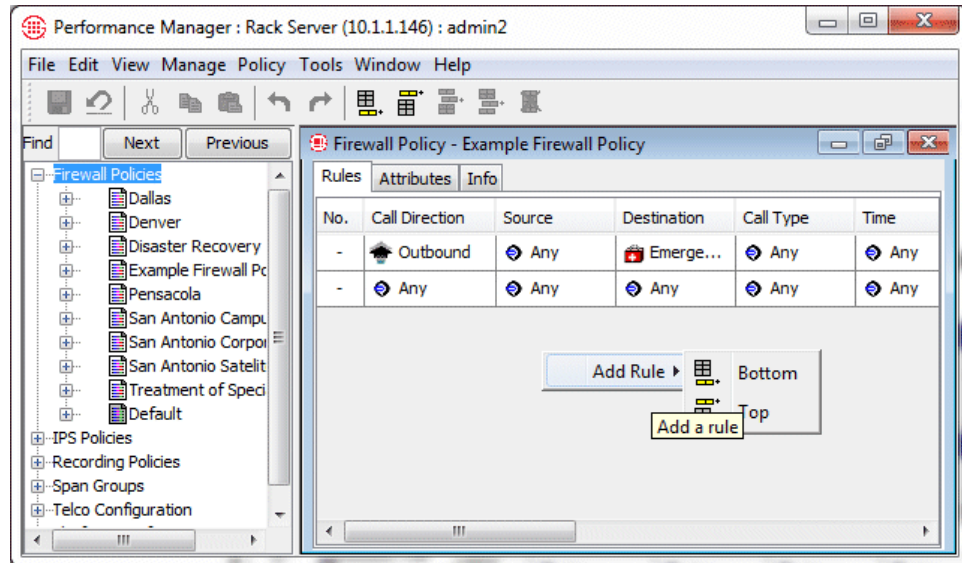 Performance Manager : Rack Server (10.1.1.146) : admin2
File Edit View Manage Policy Tools Window Help
Find Next Previous
Firewall Policies
Dallas
Denver
Disaster Recovery
Example Firewall Pc
Pensacola
San Antonio Campu
San Antonio Corpor
San Antonio Satelit
Treatment of Speci
Default
IPS Policies
Recording Policies
Span Groups
Telco Configuration
Firewall Policy - Example Firewall Policy
Rules Attributes Info
No. Call Direction Source Destination Call Type Time
- Outbound Any Emerge... Any Any
- Any Any Any Any Any
Add Rule Bottom
Top
Add a rule